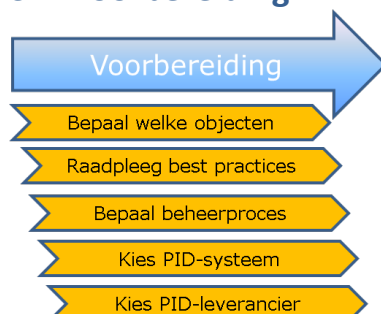 Voorbereiding
Bepaal welke objecten
Raadpleeg best practices
Bepaal beheerproces
Kies PID-systeem
Kies PID-leverancier